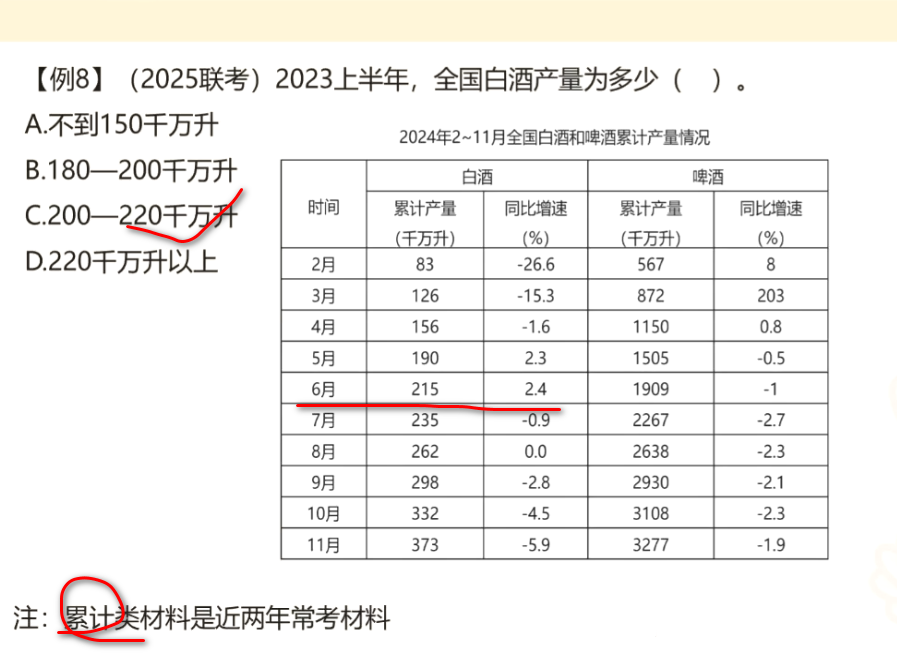 【例8】（2025联考）2023上半年，全国白酒产量为多少（ ）。
A.不到150千万升
B.180—200千万升
C.200—220千万升
D.220千万升以上
2024年2~11月全国白酒和啤酒累计产量情况
时间 白酒 啤酒
累计产量（千万升） 同比增速（%） 累计产量（千万升） 同比增速（%）
2月 83 -26.6 567 8
3月 126 -15.3 872 203
4月 156 -1.6 1150 0.8
5月 190 2.3 1505 -0.5
6月 215 2.4 1909 -1
7月 235 -0.9 2267 -2.7
8月 262 0.0 2638 -2.3
9月 298 -2.8 2930 -2.1
10月 332 -4.5 3108 -2.3
11月 373 -5.9 3277 -1.9
注：累计类材料是近两年常考材料